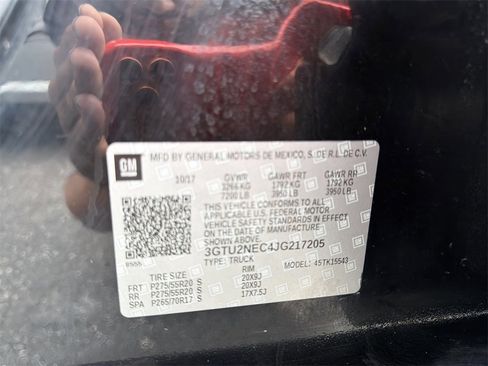 GM
MFD BY GENERAL MOTORS DE MEXICO, S. DE R.L. DE C.V.
10/17 GVWR GAWR FRT GAWR RR
3266 KG 1792 KG 1792 KG
7200 LB 3950 LB 3950 LB
THIS VEHICLE CONFORMS TO ALL
APPLICABLE U.S. FEDERAL MOTOR
VEHICLE SAFETY STANDARDS IN EFFECT
ON THE DATE OF MANUFACTURE
SHOWN ABOVE.
3GTU2NEC4JG217205
TYPE: TRUCK MODEL: 45TK15543
TIRE SIZE RIM
FRT P275/55R20 S 20X9J
RR P275/55R20 S 20X9J
SPA P265/70R17 S 17X7.5J